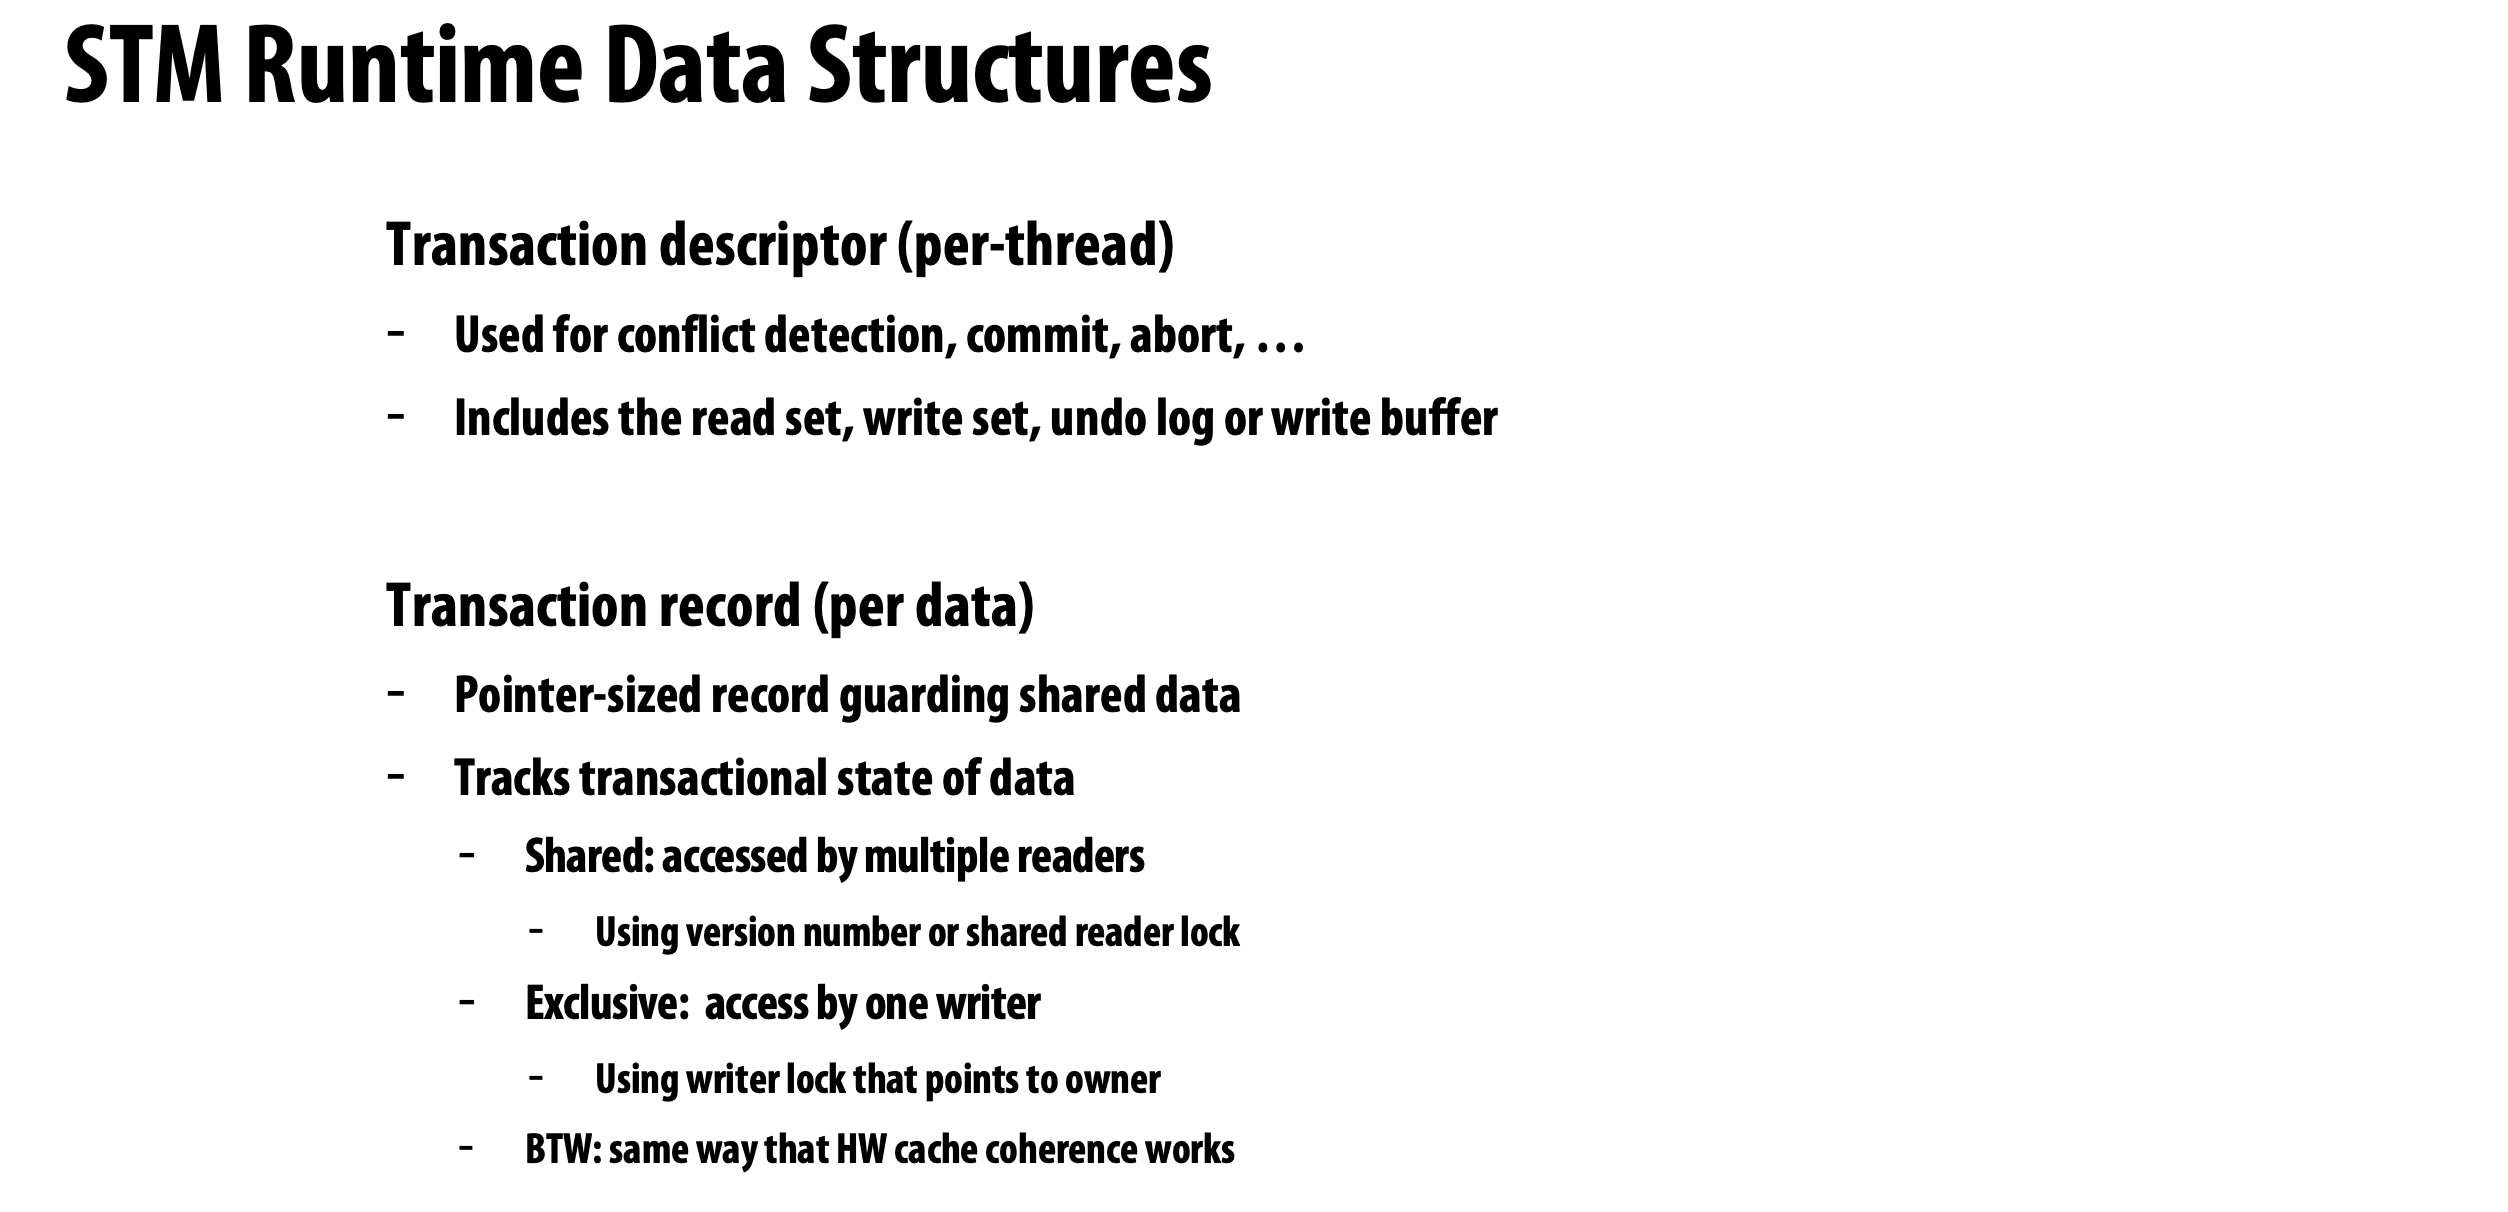 STM Runtime Data Structures
Transaction descriptor (per-thread)
- Used for conflict detection, commit, abort, …
- Includes the read set, write set, undo log or write buffer
Transaction record (per data)
- Pointer-sized record guarding shared data
- Tracks transactional state of data
- Shared: accessed by multiple readers
- Using version number or shared reader lock
- Exclusive:  access by one writer
- Using writer lock that points to owner
- BTW: same way that HW cache coherence works